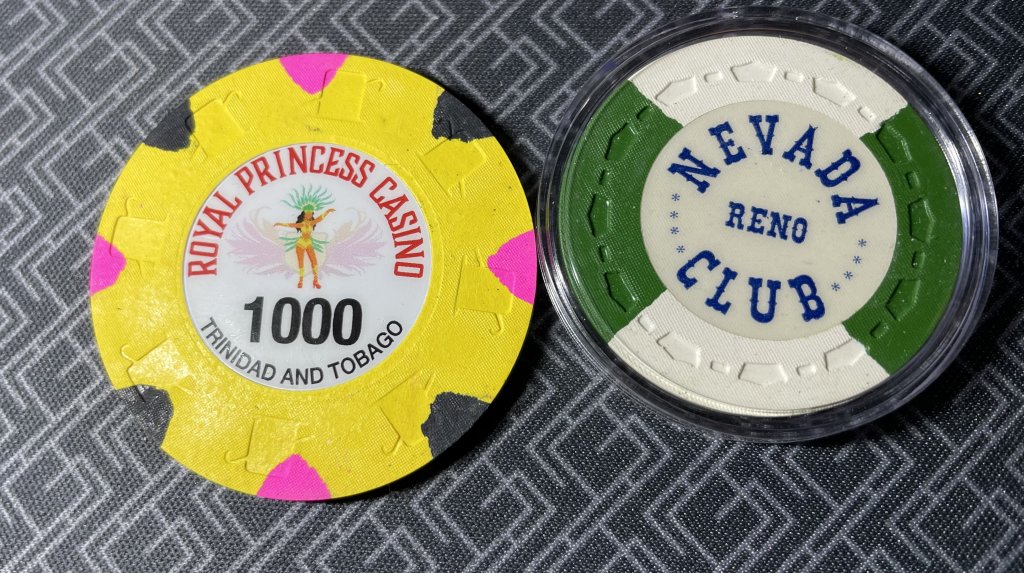 ROYAL PRINCESS CASINO
1000
TRINIDAD AND TOBAGO
NEVADA
RENO
CLUB